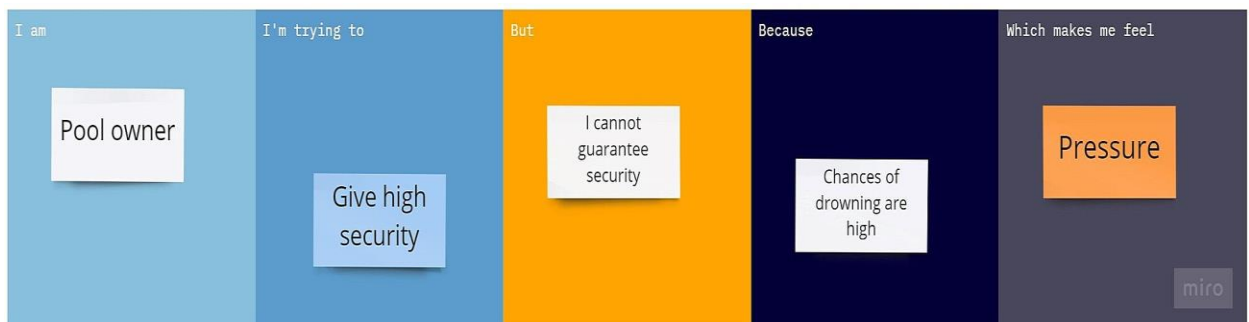 I am
Pool owner
I'm trying to
Give high
security
But
I cannot
guarantee
security
Because
Chances of
drowning are
high
Which makes me feel
Pressure
miro